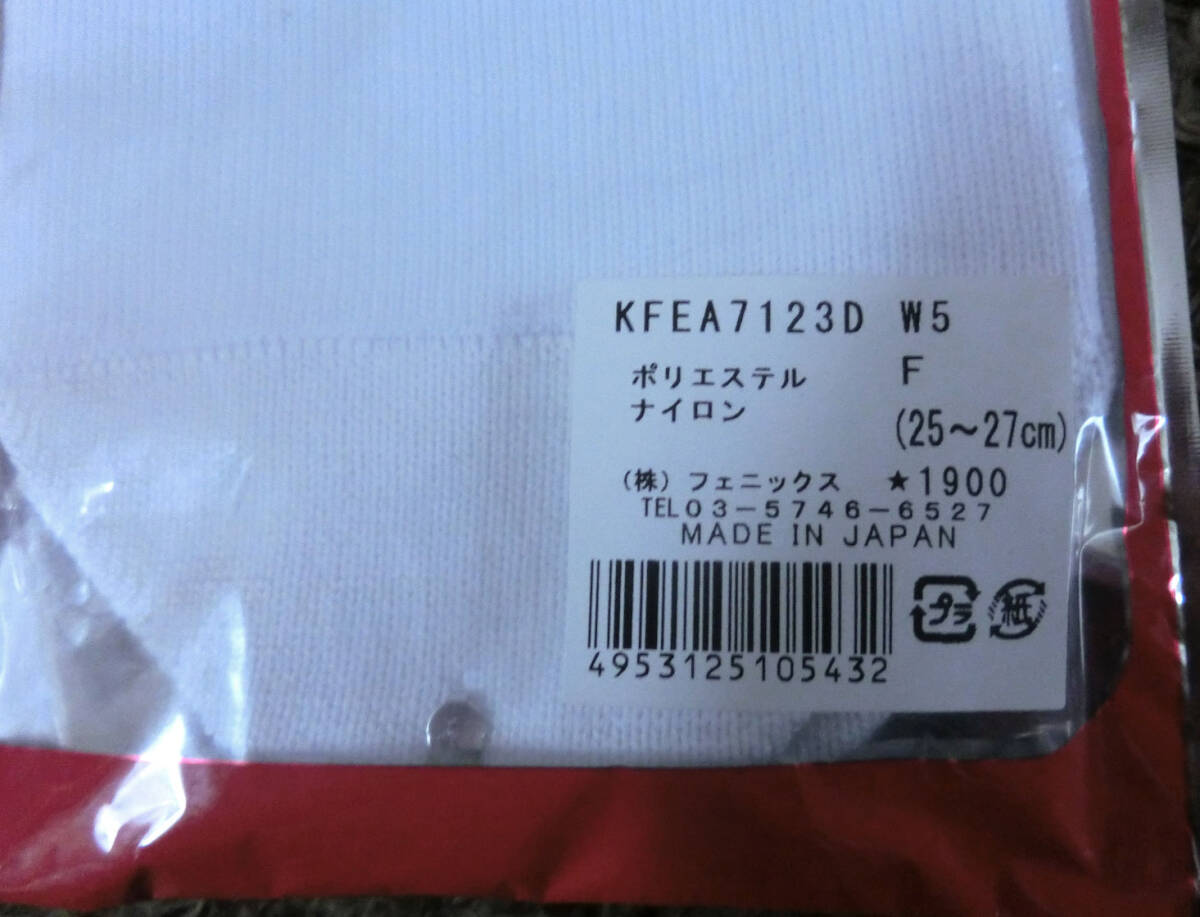 KFEA7123D W5
ポリエステル F
ナイロン (25～27cm)
(株) フェニックス ★1900
TEL03-5746-6527
MADE IN JAPAN
プラ 紙
4953125105432